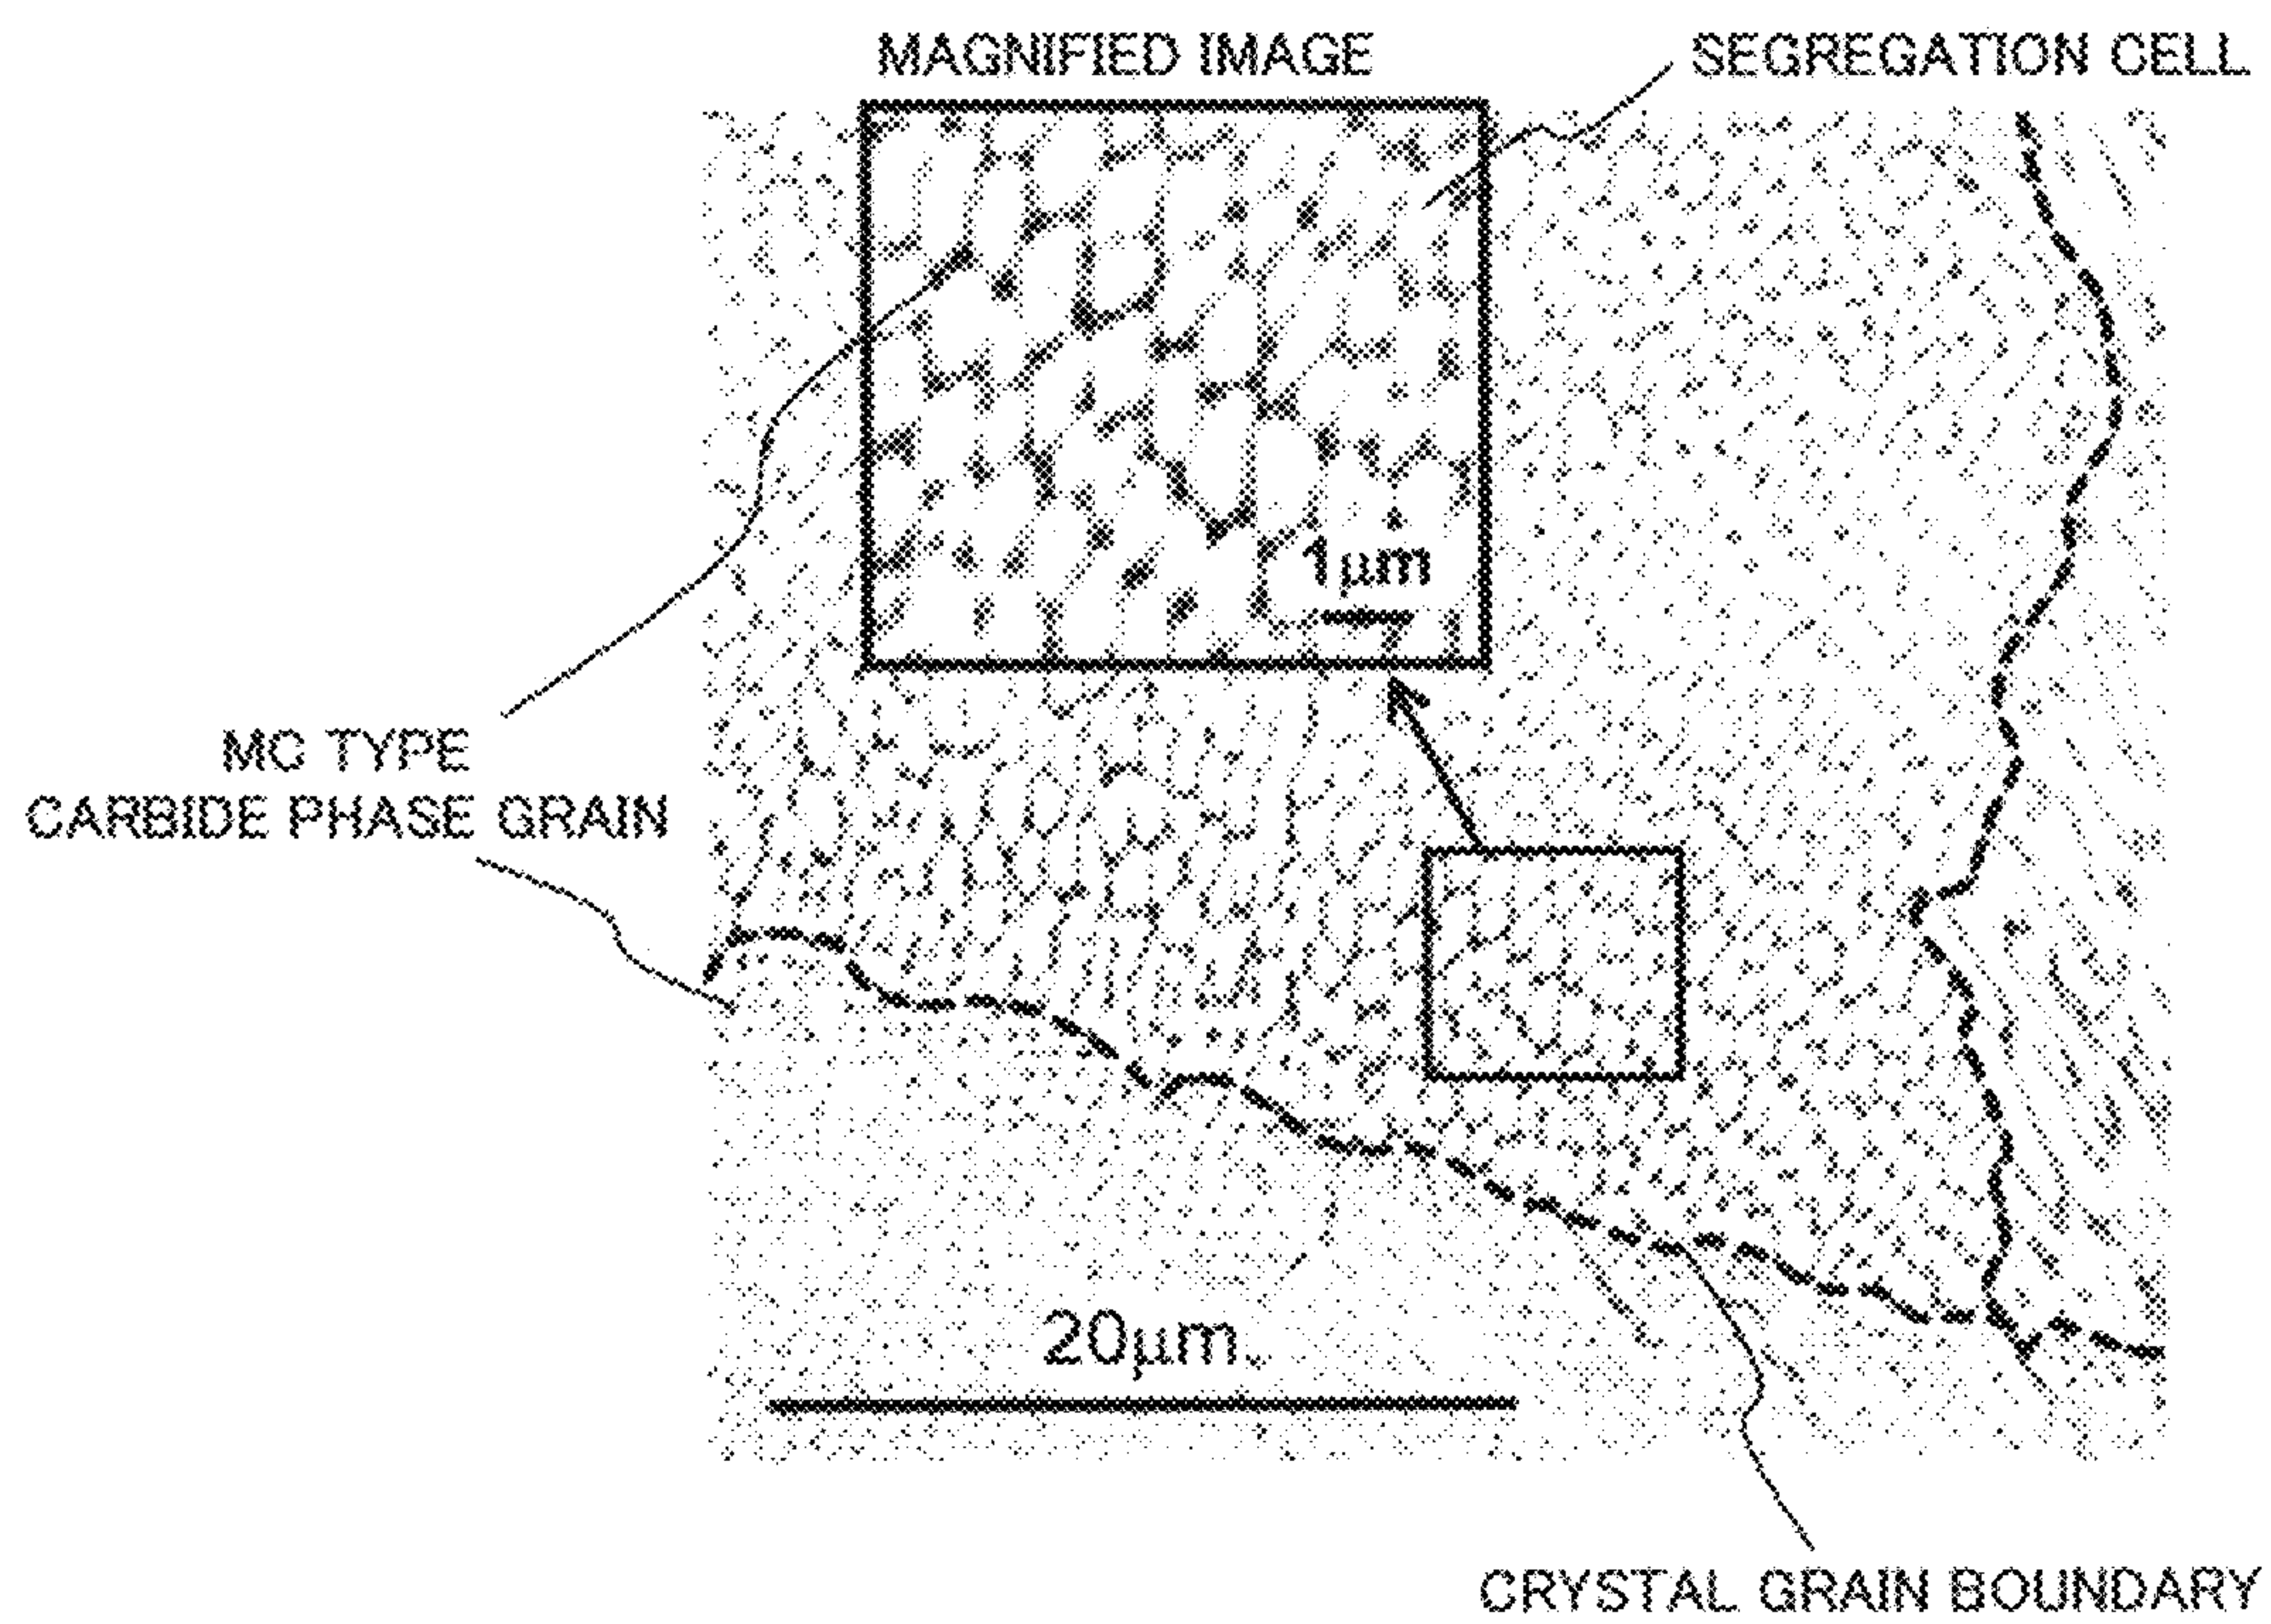 MAGNIFIED IMAGE
SEGREGATION CELL
1μm
MC TYPE
CARBIDE PHASE GRAIN
20μm
CRYSTAL GRAIN BOUNDARY